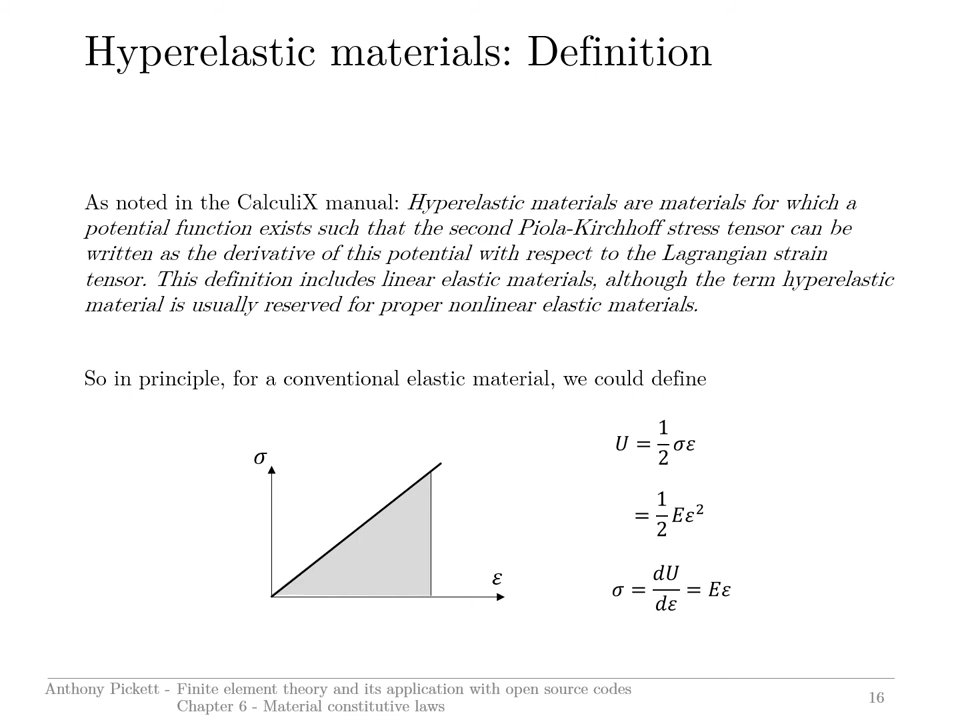 Hyperelastic materials: Definition
As noted in the CalculiX manual: Hyperelastic materials are materials for which a
potential function exists such that the second Piola-Kirchhoff stress tensor can be
written as the derivative of this potential with respect to the Lagrangian strain
tensor. This definition includes linear elastic materials, although the term hyperelastic
material is usually reserved for proper nonlinear elastic materials.
So in principle, for a conventional elastic material, we could define
σ
ε
U = 1/2 σε
= 1/2 Eε²
σ = dU/dε = Eε
Anthony Pickett - Finite element theory and its application with open source codes
Chapter 6 - Material constitutive laws
16